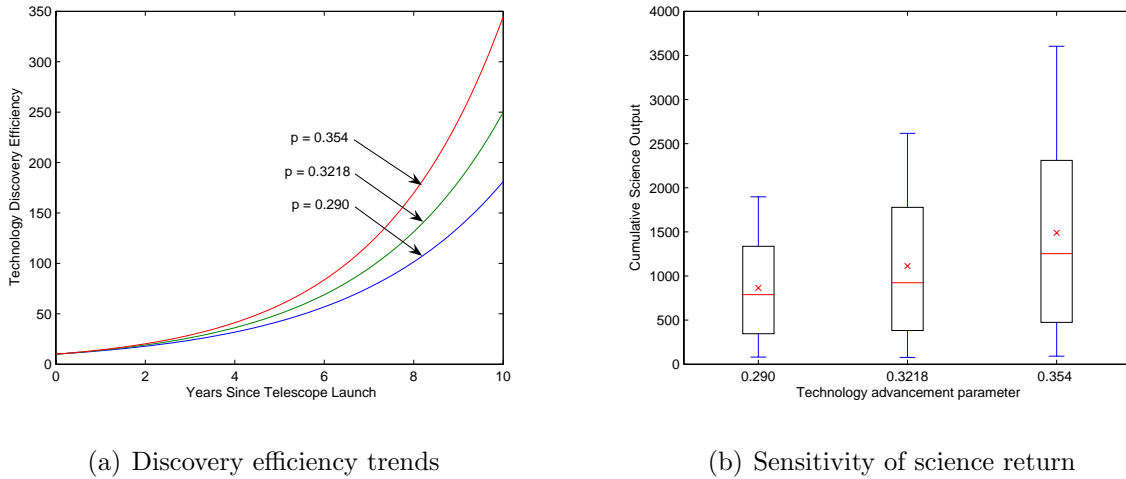 350
300
250
200
150
100
50
0
Technology Discovery Efficiency
p = 0.354
p = 0.3218
p = 0.290
0 2 4 6 8 10
Years Since Telescope Launch
(a) Discovery efficiency trends
4000
3500
3000
2500
2000
1500
1000
500
0
Cumulative Science Output
0.290 0.3218 0.354
Technology advancement parameter
(b) Sensitivity of science return